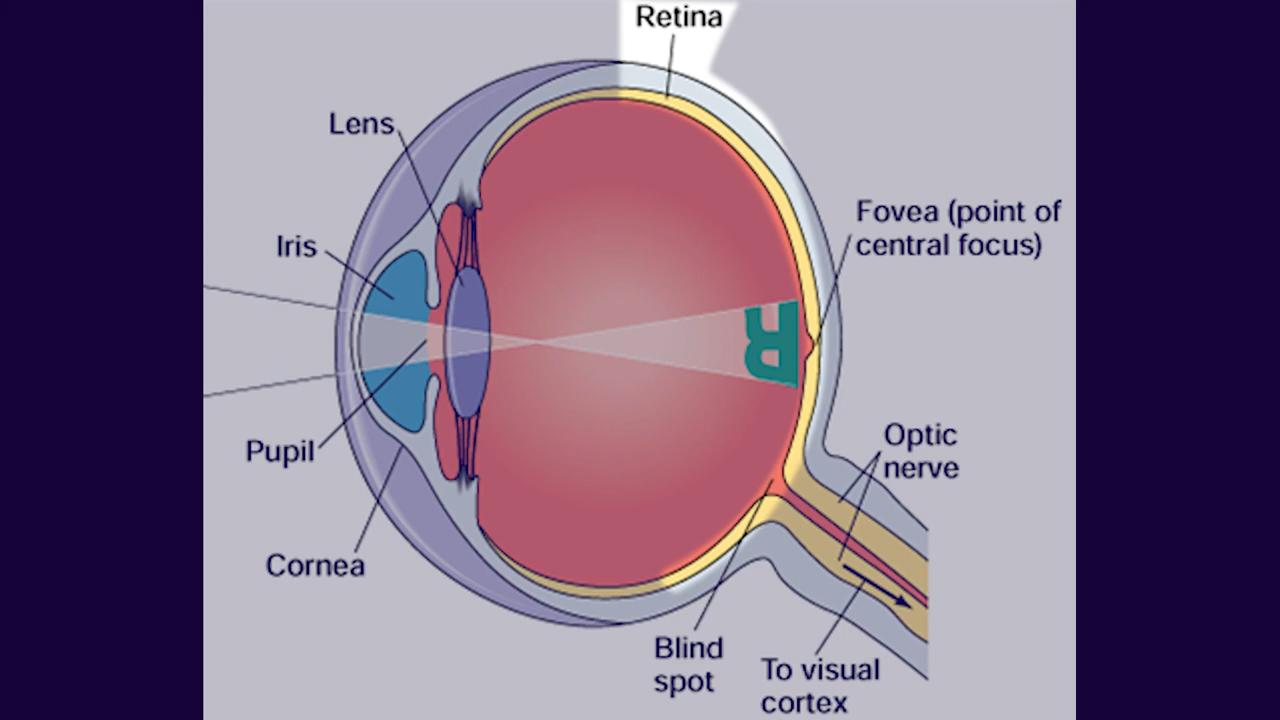 Retina
Lens
Fovea (point of
central focus)
Iris
R
Pupil
Optic
nerve
Cornea
Blind
spot
To visual
cortex